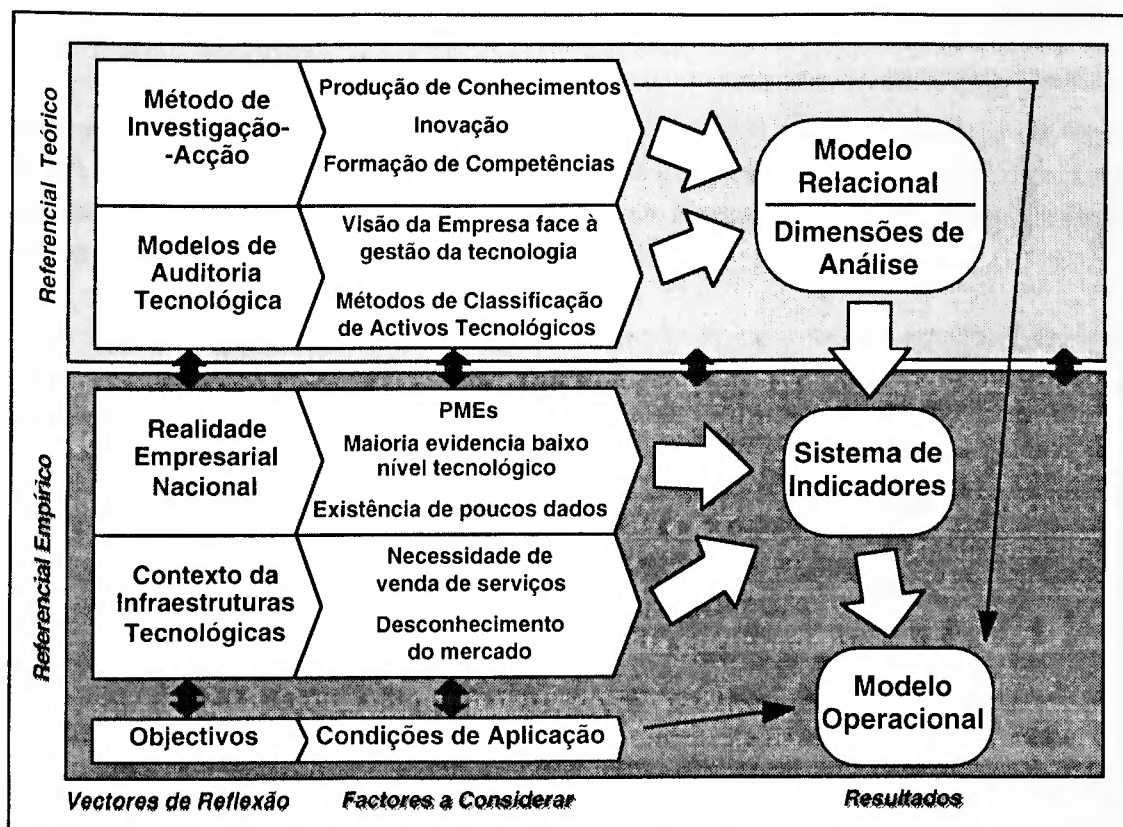 Referencial Teórico
Método de
Investigação-
-Acção
Produção de Conhecimentos
Inovação
Formação de Competências
Modelos de
Auditoria
Tecnológica
Visão da Empresa face à
gestão da tecnologia
Métodos de Classificação
de Activos Tecnológicos
Modelo
Relacional
Dimensões de
Análise
Referencial Empírico
Realidade
Empresarial
Nacional
PMEs
Maioria evidencia baixo
nível tecnológico
Existência de poucos dados
Contexto da
Infraestruturas
Tecnológicas
Necessidade de
venda de serviços
Desconhecimento
do mercado
Sistema de
Indicadores
Objectivos
Condições de Aplicação
Modelo
Operacional
Vectores de Reflexão
Factores a Considerar
Resultados